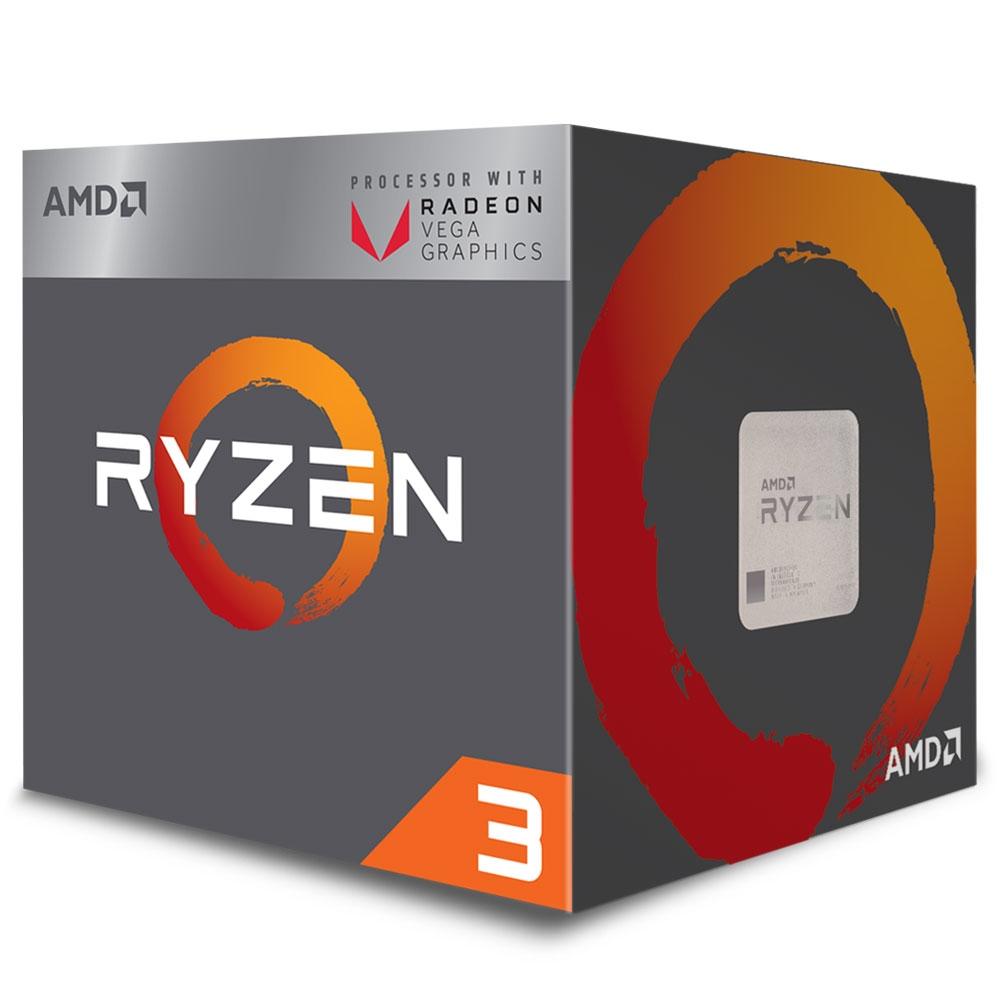 AMD
PROCESSOR WITH
RADEON
VEGA
GRAPHICS
RYZEN
3
AMD
RYZEN
AMD